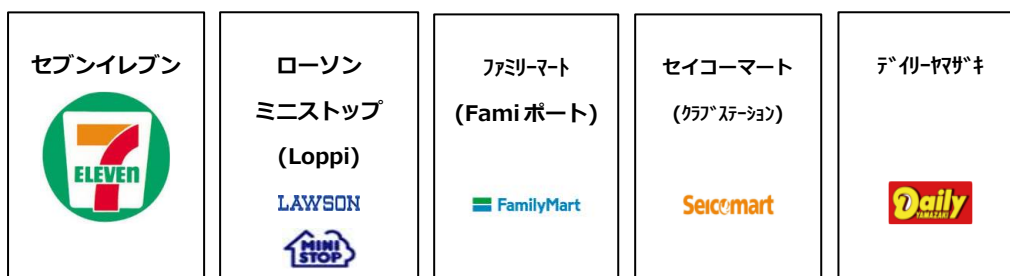 セブンイレブン
7
ELEVEN
ローソン
ミニストップ
(Loppi)
LAWSON
MINI
STOP
ﾌｧﾐﾘｰﾏｰﾄ
(Famiポート)
FamilyMart
セイコーマート
(ｸﾗﾌﾞｽﾃｰｼｮﾝ)
Seicomart
ﾃﾞｲﾘｰﾔﾏｻﾞｷ
Daily
YAMAZAKI